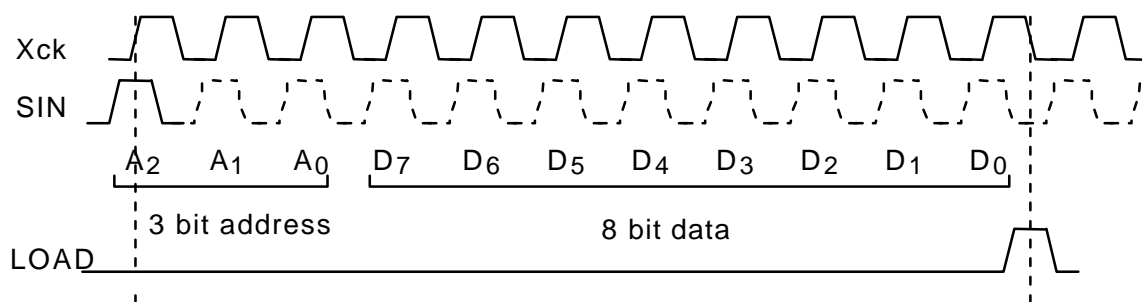 Xck
SIN
A2 A1 A0 D7 D6 D5 D4 D3 D2 D1 D0
3 bit address 8 bit data
LOAD